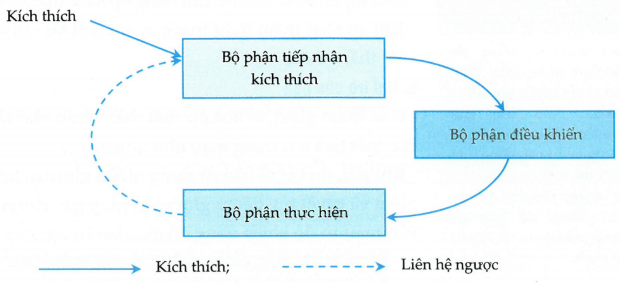 Kích thích
Bộ phận tiếp nhận
kích thích
Bộ phận điều khiển
Bộ phận thực hiện
Kích thích;
Liên hệ ngược